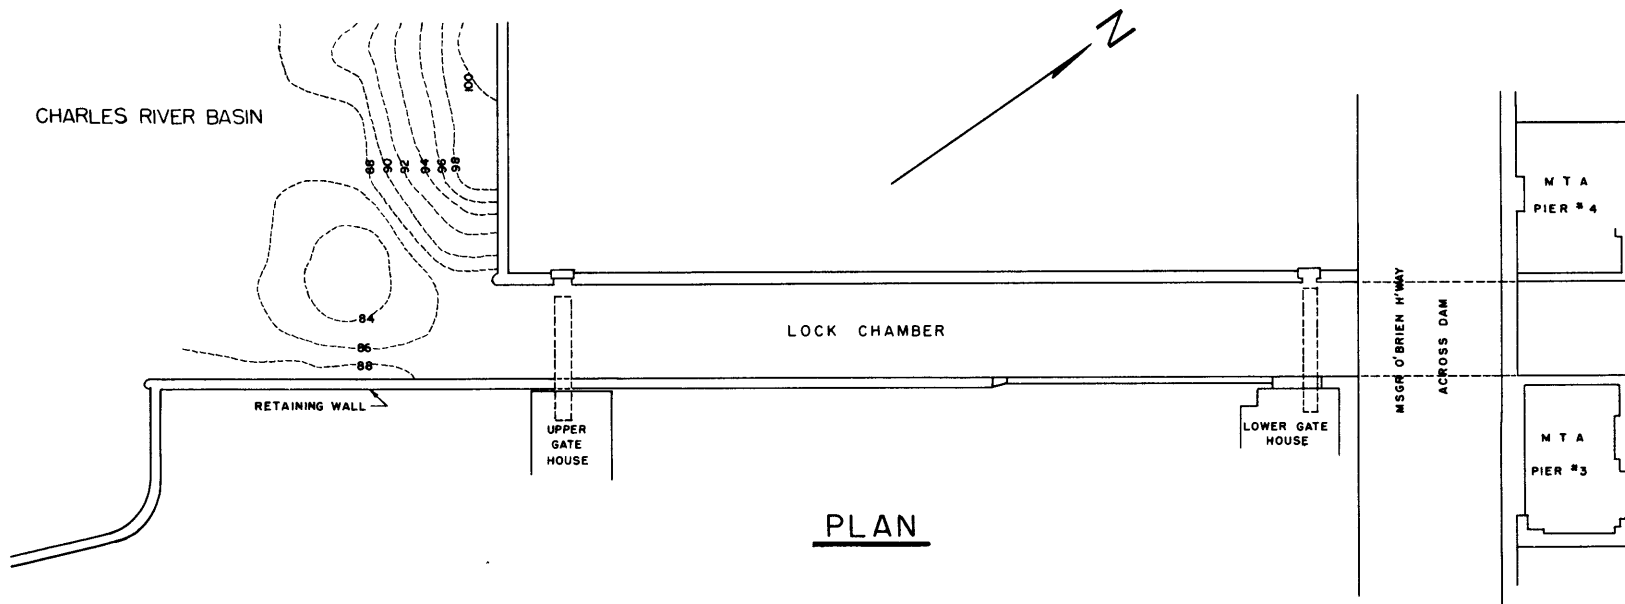 N
CHARLES RIVER BASIN
100
88
90
92
94
96
98
M T A
PIER #4
84
86
88
LOCK CHAMBER
MSGR O'BRIEN H'WAY
ACROSS DAM
RETAINING WALL
UPPER
GATE
HOUSE
LOWER GATE
HOUSE
M T A
PIER #3
PLAN